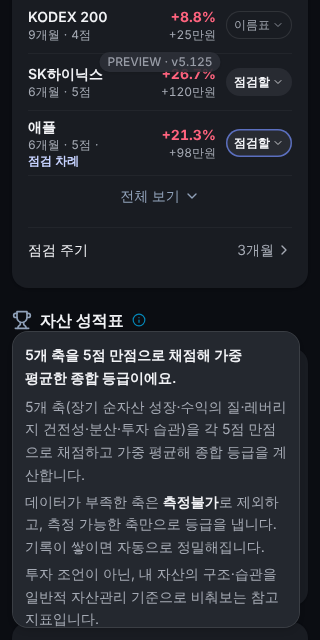 KODEX 200
+8.8%
이름표
9개월 · 4점
+25만원
PREVIEW · v5.125
SK하이닉스
+26.7%
점검할
6개월 · 5점
+120만원
애플
+21.3%
점검할
6개월 · 5점 ·
점검 차례
+98만원
전체 보기
점검 주기
3개월
자산 성적표
5개 축을 5점 만점으로 채점해 가중
평균한 종합 등급이에요.
5개 축(장기 순자산 성장·수익의 질·레버리
지 건전성·분산·투자 습관)을 각 5점 만점
으로 채점하고 가중 평균해 종합 등급을 계
산합니다.
데이터가 부족한 축은 측정불가로 제외하
고, 측정 가능한 축만으로 등급을 냅니다.
기록이 쌓이면 자동으로 정밀해집니다.
투자 조언이 아닌, 내 자산의 구조·습관을
일반적 자산관리 기준으로 비춰보는 참고
지표입니다.